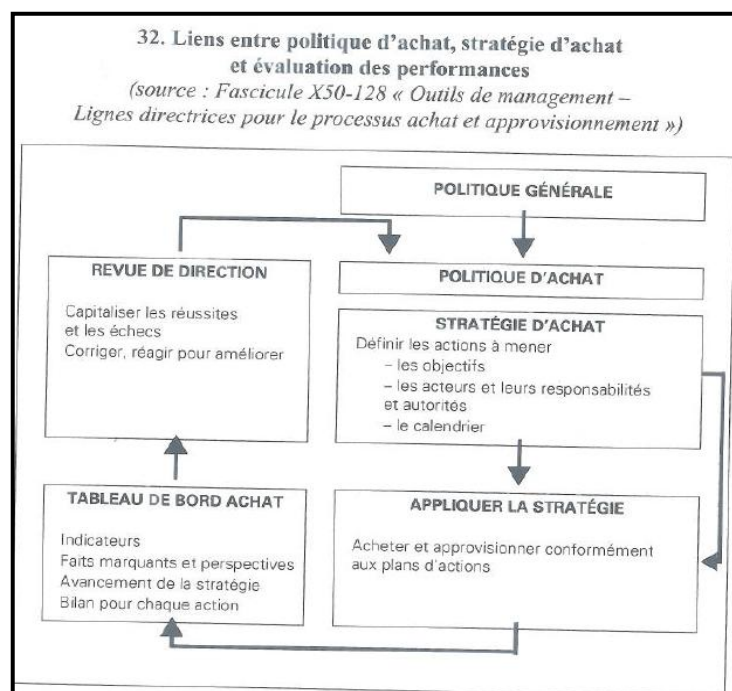 32. Liens entre politique d'achat, stratégie d'achat
et évaluation des performances
(source : Fascicule X50-128 « Outils de management –
Lignes directrices pour le processus achat et approvisionnement »)
POLITIQUE GÉNÉRALE
REVUE DE DIRECTION
Capitaliser les réussites
et les échecs
Corriger, réagir pour améliorer
POLITIQUE D'ACHAT
STRATÉGIE D'ACHAT
Définir les actions à mener
– les objectifs
– les acteurs et leurs responsabilités
et autorités
– le calendrier
TABLEAU DE BORD ACHAT
Indicateurs
Faits marquants et perspectives
Avancement de la stratégie
Bilan pour chaque action
APPLIQUER LA STRATÉGIE
Acheter et approvisionner conformément
aux plans d'actions